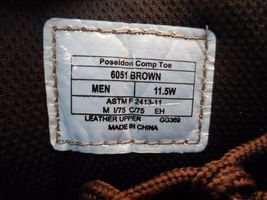 Poseidon Comp Toe
6051 BROWN
MEN 11.5W
ASTM F 2413-11
M I/75 C/75 EH
LEATHER UPPER GG369
MADE IN CHINA